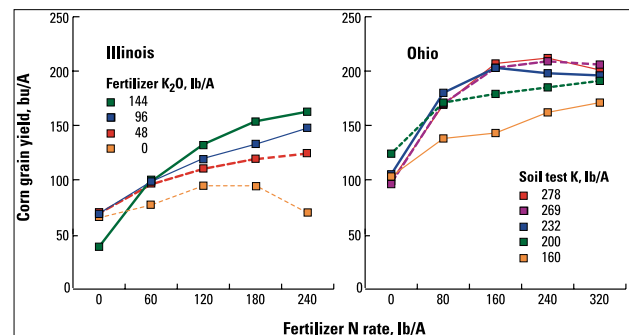 Illinois
Fertilizer K2O, lb/A
144
96
48
0
Ohio
Soil test K, lb/A
278
269
232
200
160
Corn grain yield, bu/A
250
200
150
100
50
0
250
200
150
100
50
0
0 60 120 180 240
0 80 160 240 320
Fertilizer N rate, lb/A